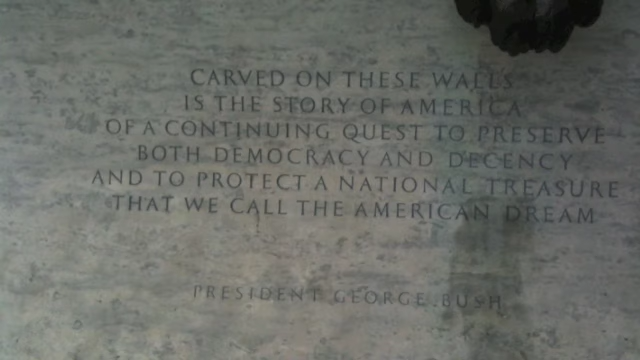 CARVED ON THESE WALLS
IS THE STORY OF AMERICA
OF A CONTINUING QUEST TO PRESERVE
BOTH DEMOCRACY AND DECENCY
AND TO PROTECT A NATIONAL TREASURE
THAT WE CALL THE AMERICAN DREAM
PRESIDENT GEORGE BUSH